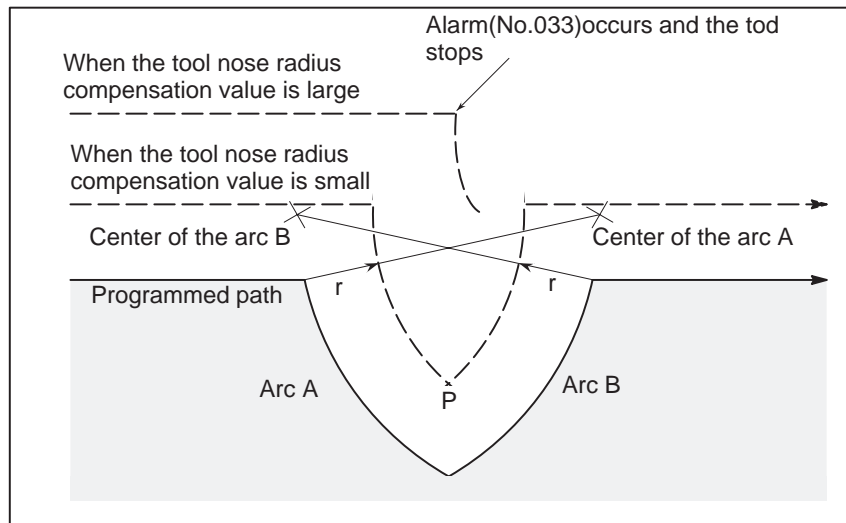 Alarm(No.033)occurs and the tod
stops
When the tool nose radius
compensation value is large
When the tool nose radius
compensation value is small
Center of the arc B
Center of the arc A
r
r
Programmed path
Arc A
P
Arc B